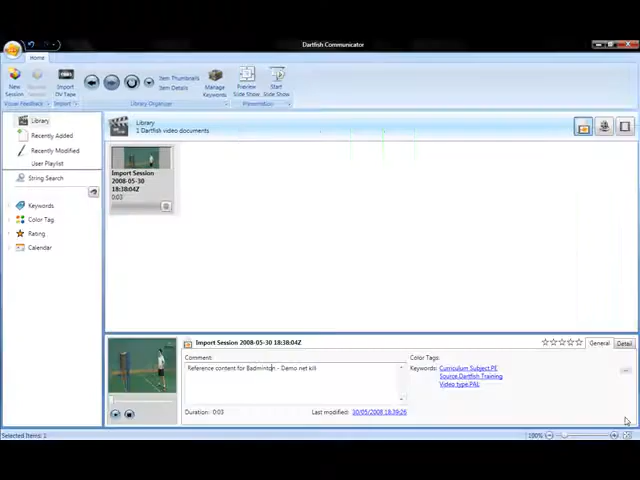 Dartfish Communicator
Home
New Session
Import DV Tape
Item Thumbnails
Item Details
Manage Keywords
Preview Slide Show
Start Slide Show
Visual Feedback
Import
Library Organizer
Presentation
Library
Recently Added
Recently Modified
User Playlist
String Search
Keywords
Color Tag
Rating
Calendar
Library
1 Dartfish video documents
Import Session
2008-05-30
18:38:04Z
0:03
Import Session 2008-05-30 18:38:04Z
General
Detail
Comment:
Reference content for Badminton - Demo net kill
Color Tags:
Keywords: Curriculum Subject.PE
Source.Dartfish Training
Video type.PAL
Duration: 0:03
Last modified: 30/05/2008 18:39:26
Selected Items: 1
100%